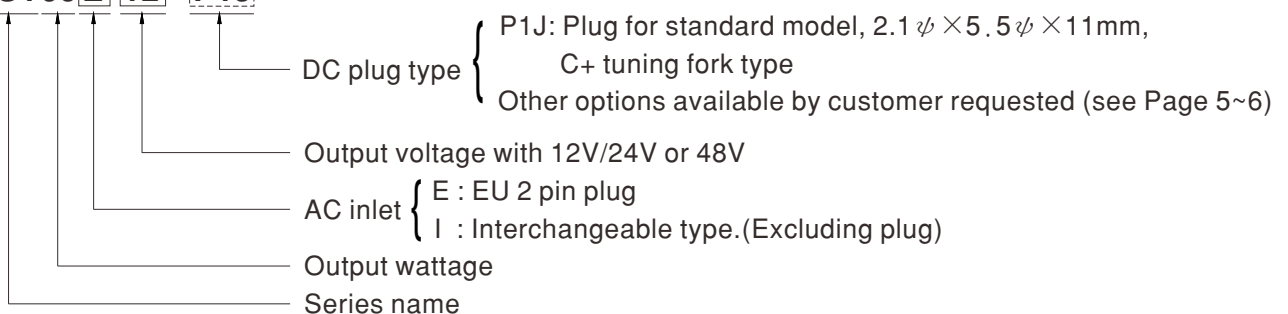 P1J: Plug for standard model, 2.1ψ×5.5ψ×11mm,
DC plug type
C+ tuning fork type
Other options available by customer requested (see Page 5~6)
Output voltage with 12V/24V or 48V
E : EU 2 pin plug
AC inlet
I : Interchangeable type.(Excluding plug)
Output wattage
Series name